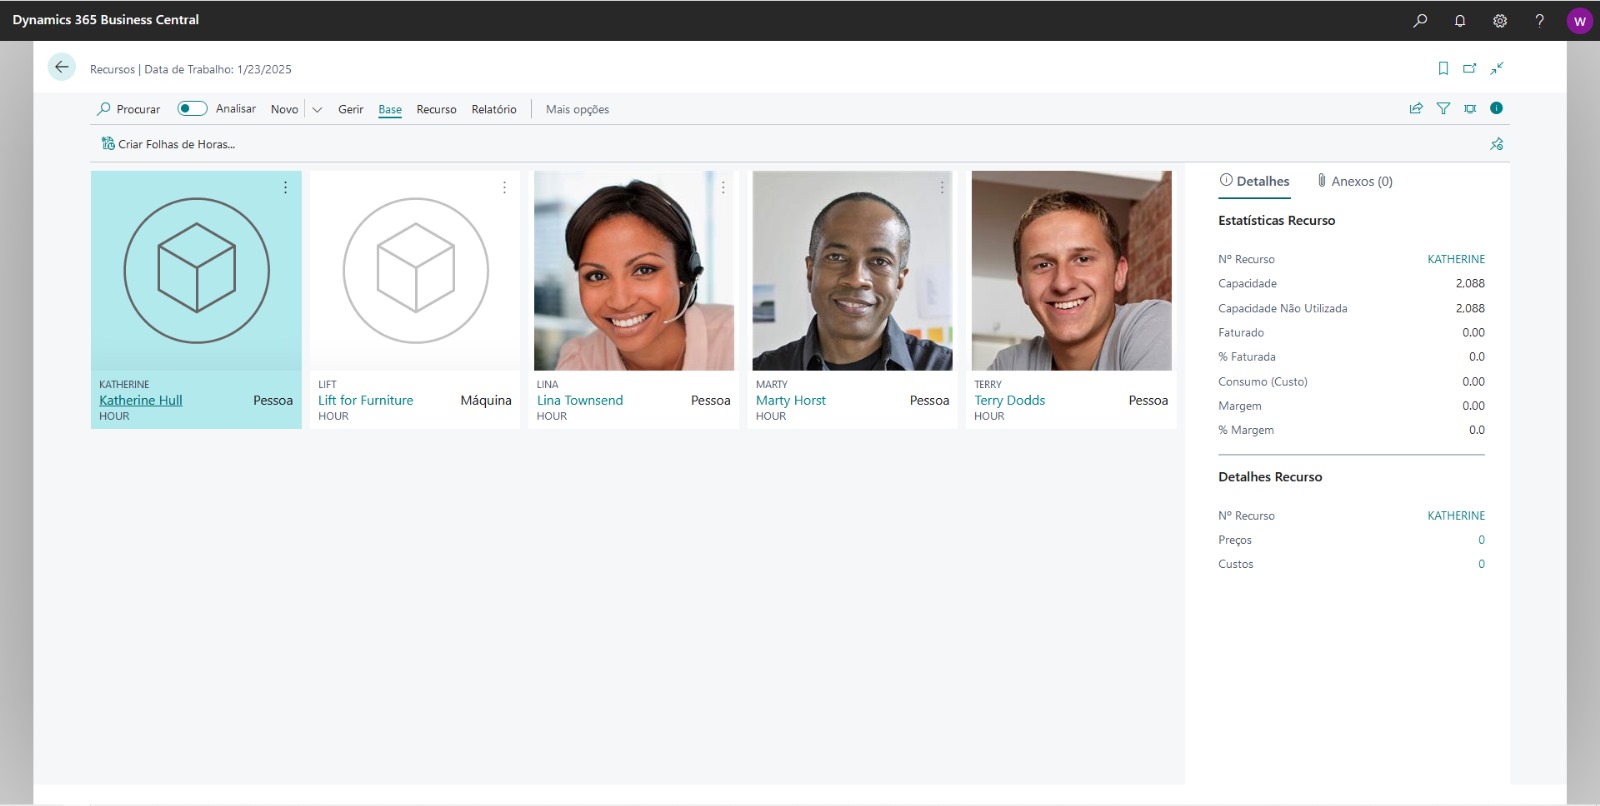 Dynamics 365 Business Central
W
Recursos | Data de Trabalho: 1/23/2025
Procurar Analisar Novo Gerir Base Recurso Relatório Mais opções
Criar Folhas de Horas...
KATHERINE
Katherine Hull Pessoa
HOUR
LIFT
Lift for Furniture Máquina
HOUR
LINA
Lina Townsend Pessoa
HOUR
MARTY
Marty Horst Pessoa
HOUR
TERRY
Terry Dodds Pessoa
HOUR
Detalhes Anexos (0)
Estatísticas Recurso
Nº Recurso KATHERINE
Capacidade 2,088
Capacidade Não Utilizada 2,088
Faturado 0.00
% Faturada 0.0
Consumo (Custo) 0.00
Margem 0.00
% Margem 0.0
Detalhes Recurso
Nº Recurso KATHERINE
Preços 0
Custos 0